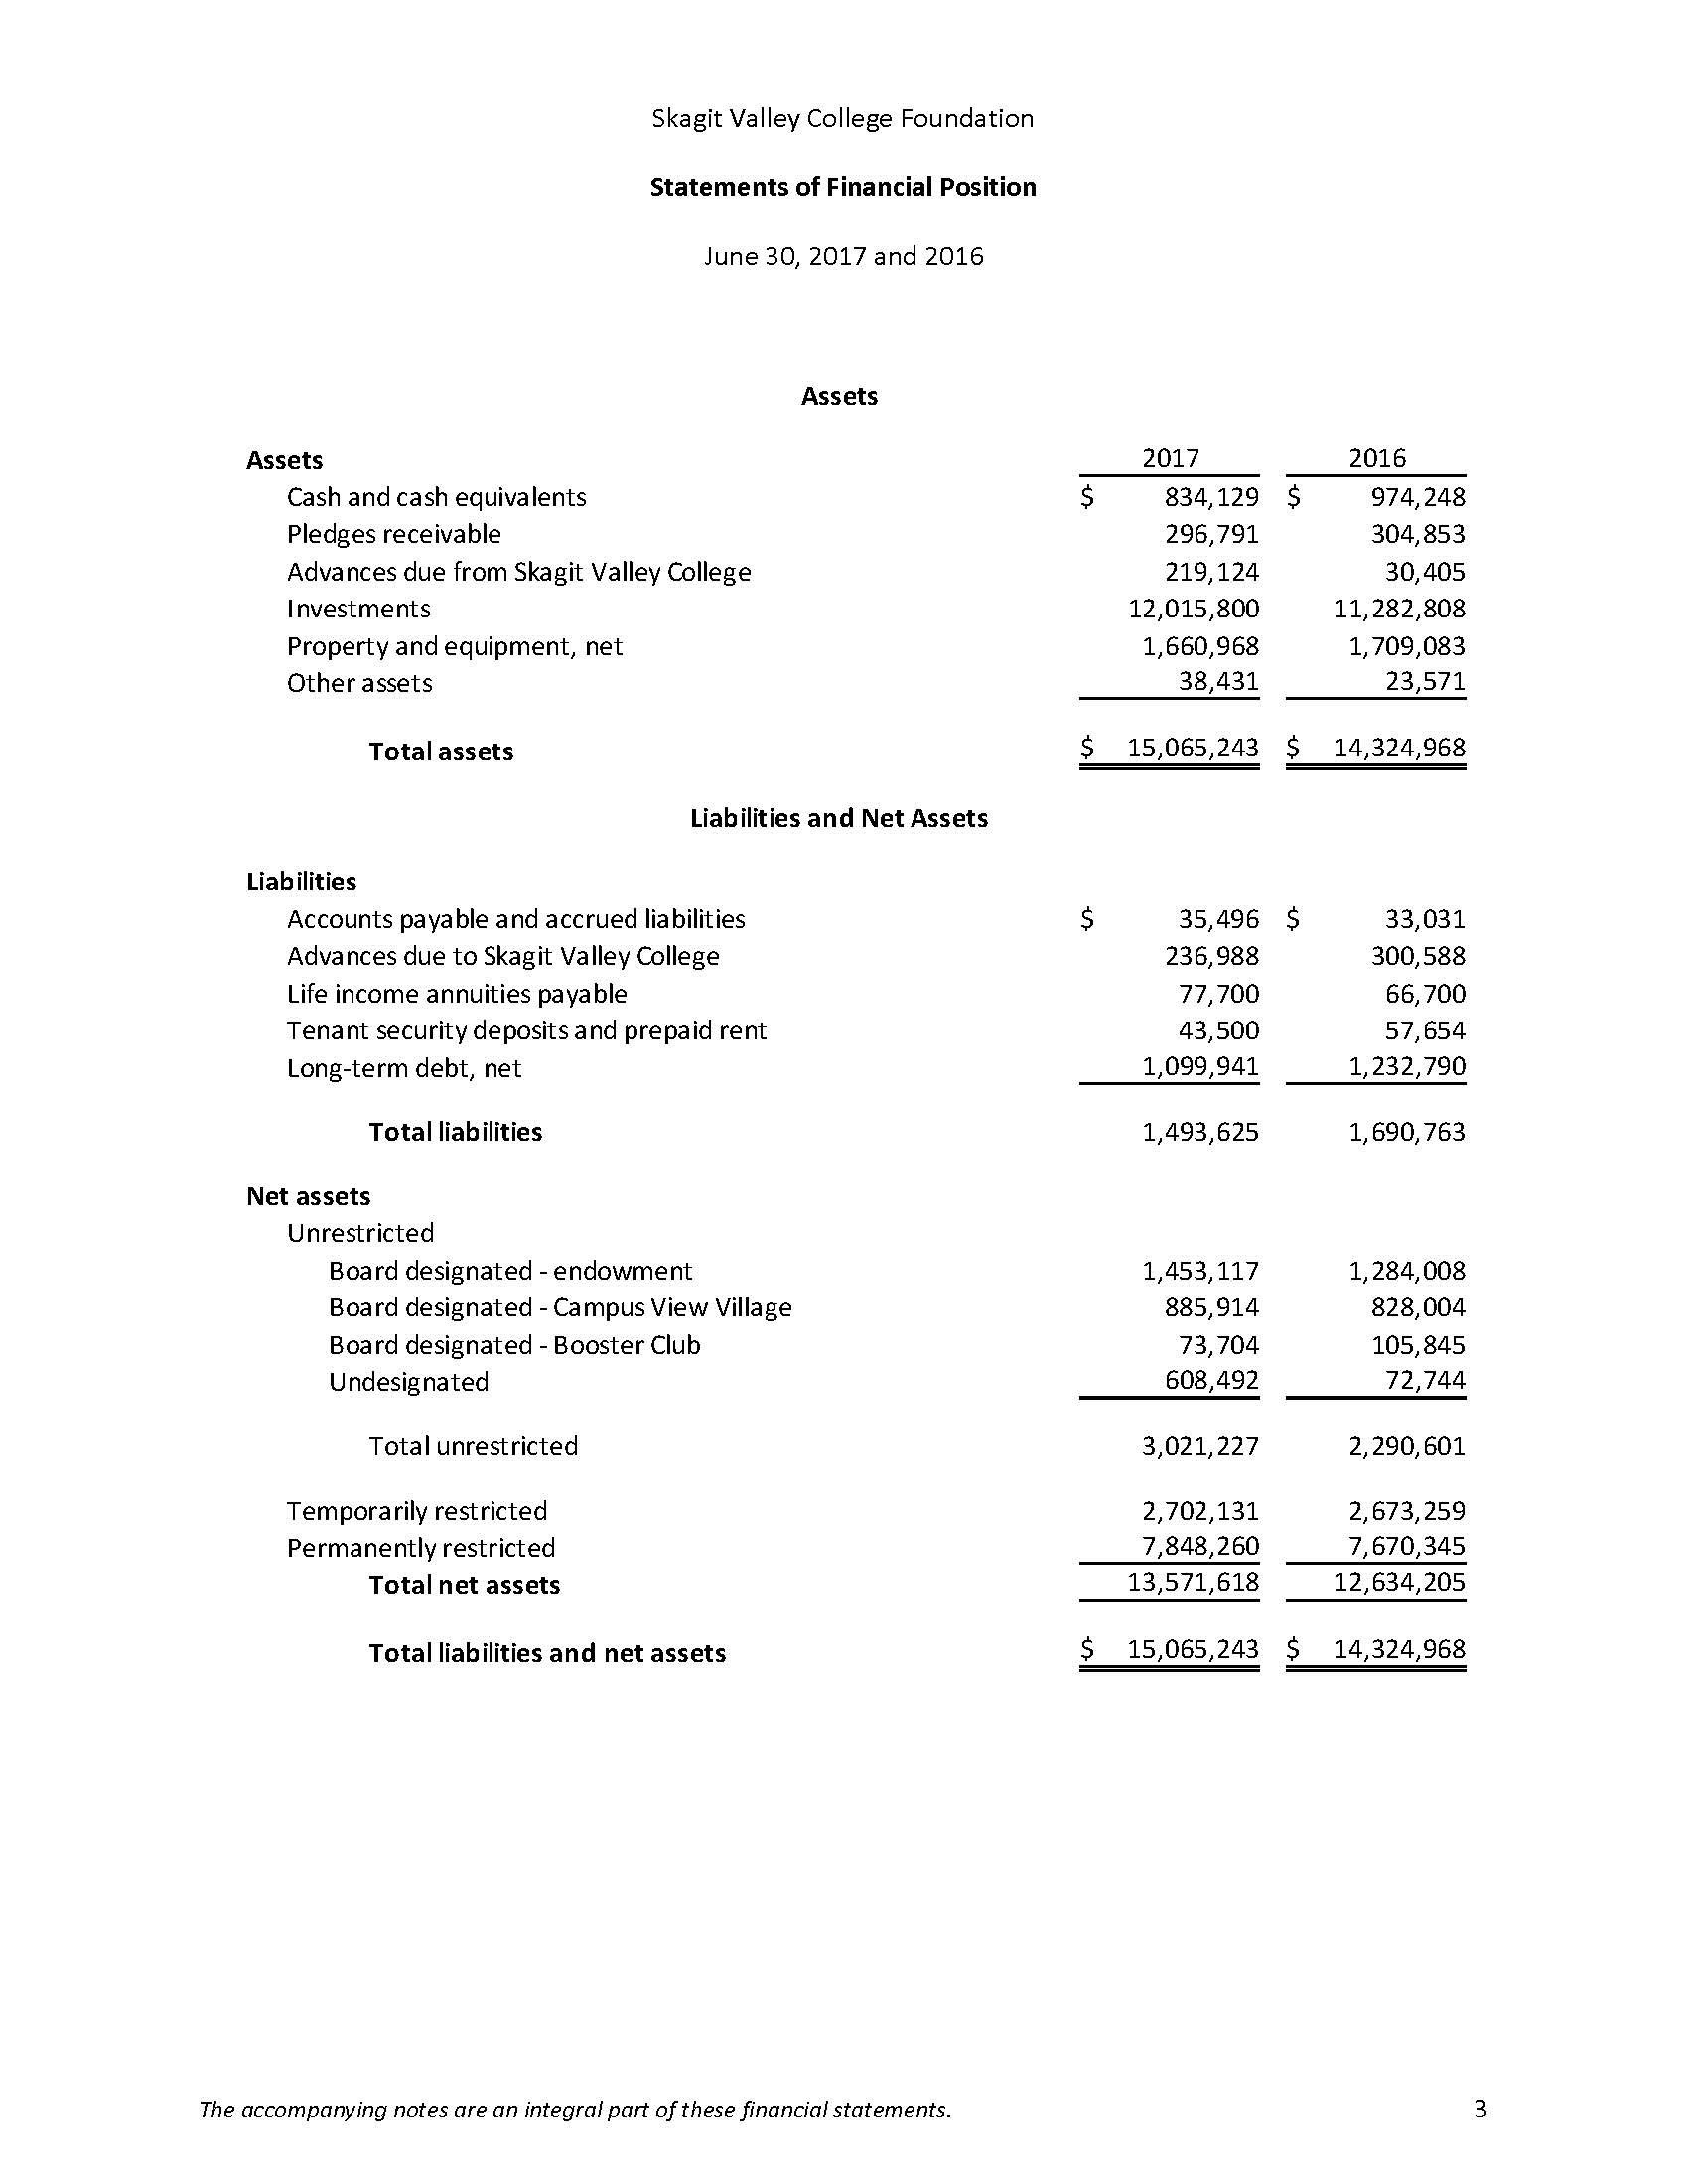 Skagit Valley College Foundation
Statements of Financial Position
June 30, 2017 and 2016
Assets
Assets 2017 2016
Cash and cash equivalents $ 834,129 $ 974,248
Pledges receivable 296,791 304,853
Advances due from Skagit Valley College 219,124 30,405
Investments 12,015,800 11,282,808
Property and equipment, net 1,660,968 1,709,083
Other assets 38,431 23,571
Total assets $ 15,065,243 $ 14,324,968
Liabilities and Net Assets
Liabilities
Accounts payable and accrued liabilities $ 35,496 $ 33,031
Advances due to Skagit Valley College 236,988 300,588
Life income annuities payable 77,700 66,700
Tenant security deposits and prepaid rent 43,500 57,654
Long-term debt, net 1,099,941 1,232,790
Total liabilities 1,493,625 1,690,763
Net assets
Unrestricted
Board designated - endowment 1,453,117 1,284,008
Board designated - Campus View Village 885,914 828,004
Board designated - Booster Club 73,704 105,845
Undesignated 608,492 72,744
Total unrestricted 3,021,227 2,290,601
Temporarily restricted 2,702,131 2,673,259
Permanently restricted 7,848,260 7,670,345
Total net assets 13,571,618 12,634,205
Total liabilities and net assets $ 15,065,243 $ 14,324,968
The accompanying notes are an integral part of these financial statements. 3